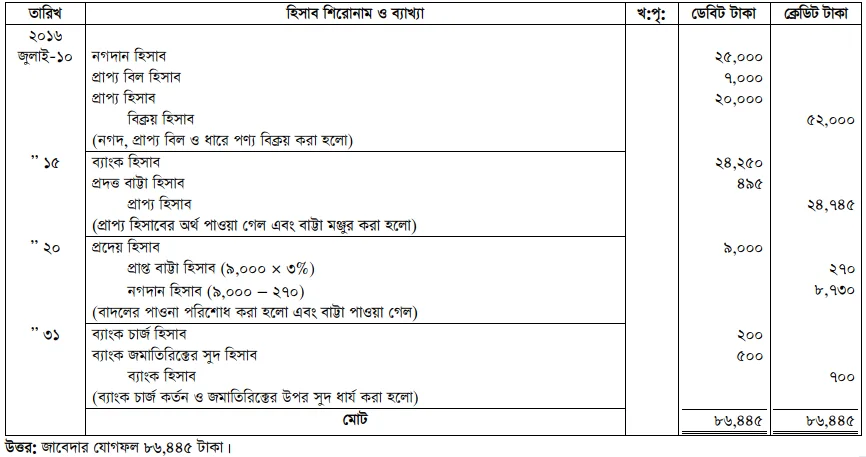 তারিখ হিসাব শিরোনাম ও ব্যাখ্যা খ:পৃ: ডেবিট টাকা ক্রেডিট টাকা
২০১৬
জুলাই-১০ নগদান হিসাব ২৫,০০০
প্রাপ্য বিল হিসাব ৭,০০০
প্রাপ্য হিসাব ২০,০০০
বিক্রয় হিসাব ৫২,০০০
(নগদ, প্রাপ্য বিল ও ধারে পণ্য বিক্রয় করা হলো)
” ১৫ ব্যাংক হিসাব ২৪,২৫০
প্রদত্ত বাট্টা হিসাব ৪৯৫
প্রাপ্য হিসাব ২৪,৭৪৫
(প্রাপ্য হিসাবের অর্থ পাওয়া গেল এবং বাট্টা মঞ্জুর করা হলো)
” ২০ প্রদেয় হিসাব ৯,০০০
প্রাপ্ত বাট্টা হিসাব (৯,০০০ × ৩%) ২৭০
নগদান হিসাব (৯,০০০ – ২৭০) ৮,৭৩০
(বাদলের পাওনা পরিশোধ করা হলো এবং বাট্টা পাওয়া গেল)
” ৩১ ব্যাংক চার্জ হিসাব ২০০
ব্যাংক জমাতিরিক্তের সুদ হিসাব ৫০০
ব্যাংক হিসাব ৭০০
(ব্যাংক চার্জ কর্তন ও জমাতিরিক্তের উপর সুদ ধার্য করা হলো)
মোট ৮৬,৪৪৫ ৮৬,৪৪৫
উত্তর: জাবেদার যোগফল ৮৬,৪৪৫ টাকা।